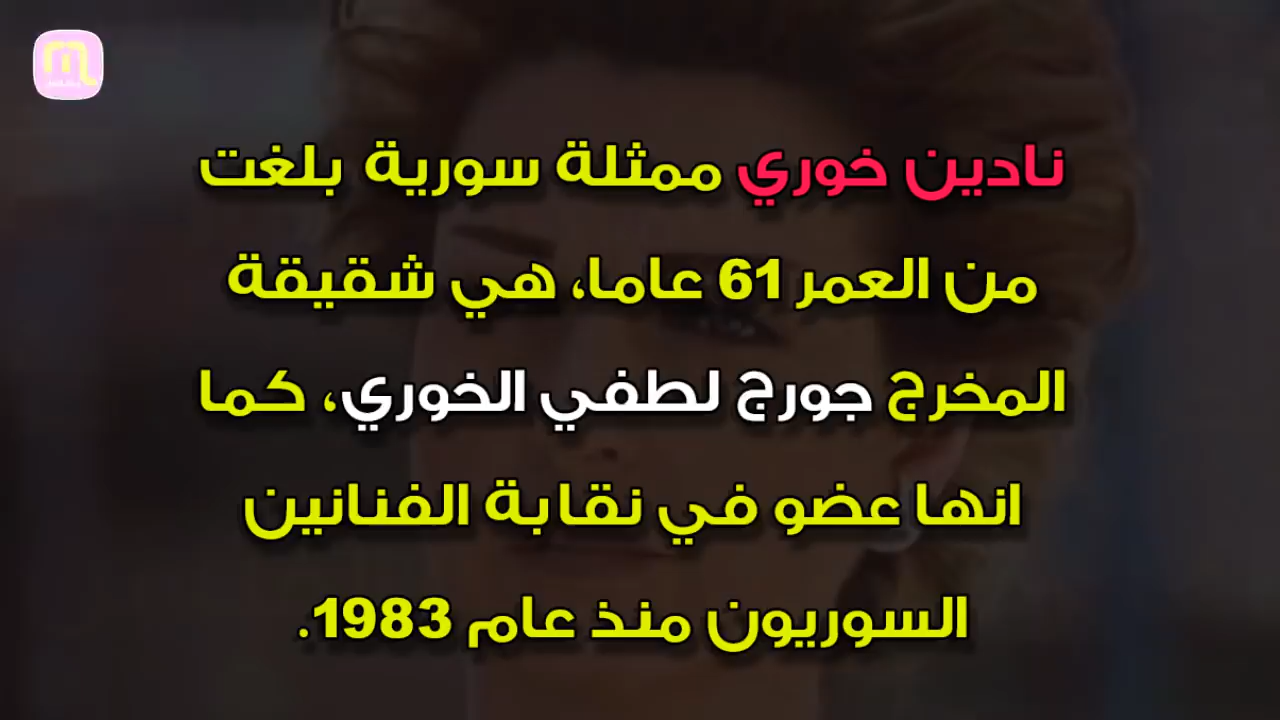 نادين خوري ممثلة سورية بلغت
من العمر 61 عاما، هي شقيقة
المخرج جورج لطفي الخوري، كما
انها عضو في نقابة الفنانين
السوريون منذ عام 1983.